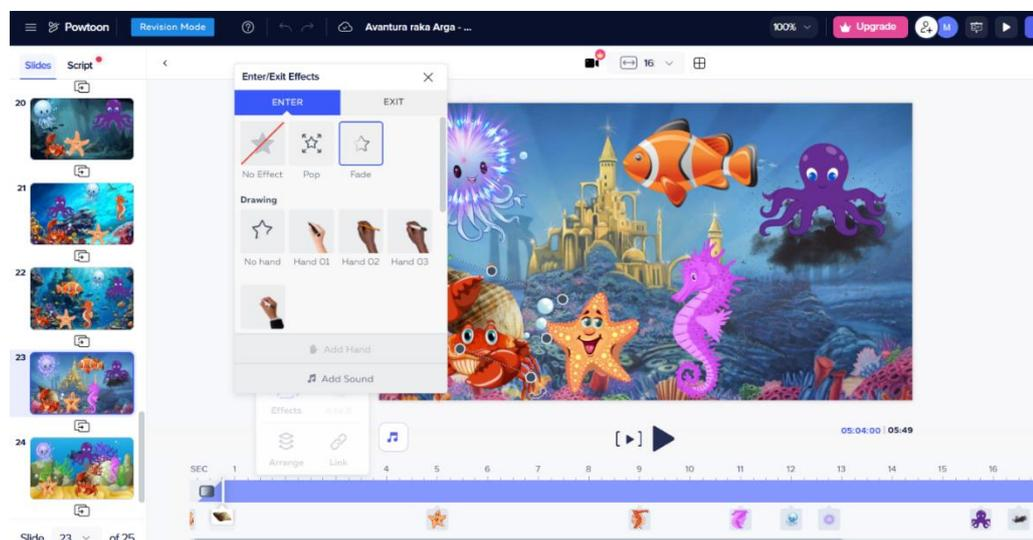 Powtoon
Revision Mode
Avantura raka Arga - ...
100%
Upgrade
M
Slides
Script
16
Enter/Exit Effects
ENTER
EXIT
No Effect
Pop
Fade
Drawing
No hand
Hand 01
Hand 02
Hand 03
Add Hand
Add Sound
Effects
Arrange
Link
20
21
22
23
24
05:04:00 05:49
SEC 1 4 5 6 7 8 9 10 11 12 13 14 15 16
Slide 23 of 25